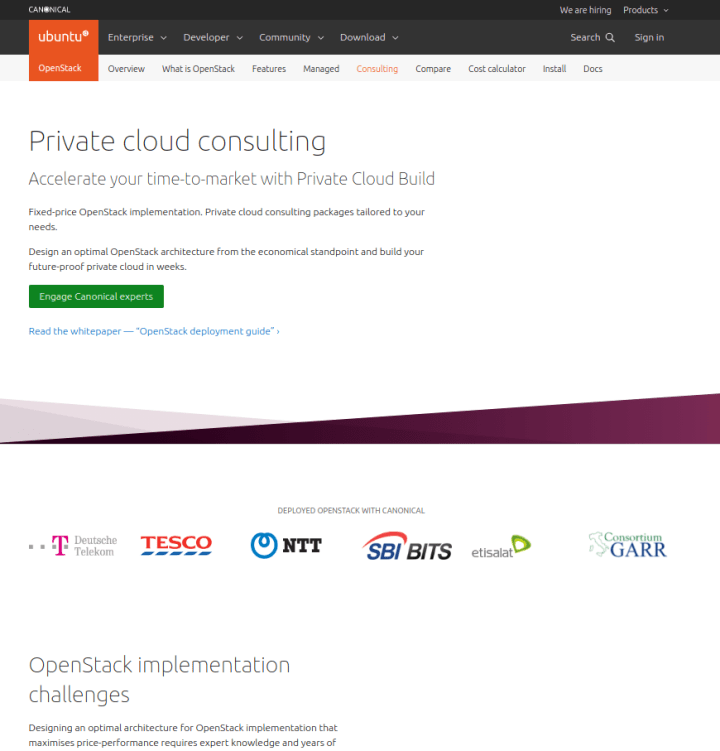 CANONICAL
We are hiring
Products
ubuntu
Enterprise
Developer
Community
Download
Search
Sign in
OpenStack
Overview
What is OpenStack
Features
Managed
Consulting
Compare
Cost calculator
Install
Docs
Private cloud consulting
Accelerate your time-to-market with Private Cloud Build
Fixed-price OpenStack implementation. Private cloud consulting packages tailored to your
needs.
Design an optimal OpenStack architecture from the economical standpoint and build your
future-proof private cloud in weeks.
Engage Canonical experts
Read the whitepaper — “OpenStack deployment guide” ›
DEPLOYED OPENSTACK WITH CANONICAL
T Deutsche
Telekom
TESCO
NTT
SBI BITS
etisalat
Consortium
GARR
OpenStack implementation
challenges
Designing an optimal architecture for OpenStack implementation that
maximises price-performance requires expert knowledge and years of